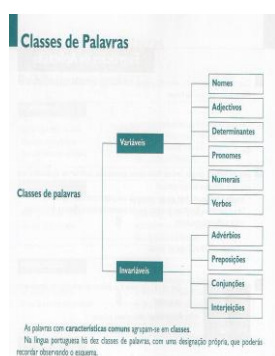 Classes de Palavras
Nomes
Adjectivos
Determinantes
Variáveis
Pronomes
Numerais
Classes de palavras
Verbos
Advérbios
Preposições
Invariáveis
Conjunções
Interjeições
As palavras com características comuns agrupam-se em classes.
Na língua portuguesa há dez classes de palavras, com uma designação própria, que poderás
recordar observando o esquema.